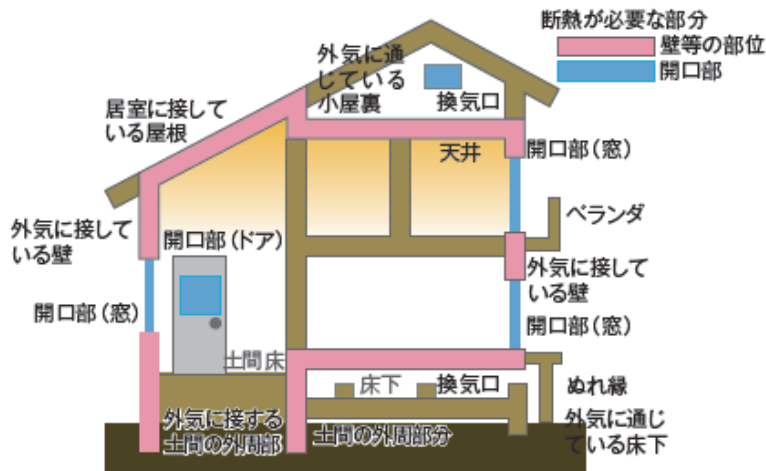 断熱が必要な部分
壁等の部位
開口部
外気に通
じている
小屋裏
換気口
居室に接して
いる屋根
天井
開口部（窓）
外気に接して
いる壁
開口部（ドア）
ベランダ
外気に接して
いる壁
開口部（窓）
開口部（窓）
土間床
床下
換気口
ぬれ縁
外気に接する
土間の外周部
土間の外周部分
外気に通じ
ている床下